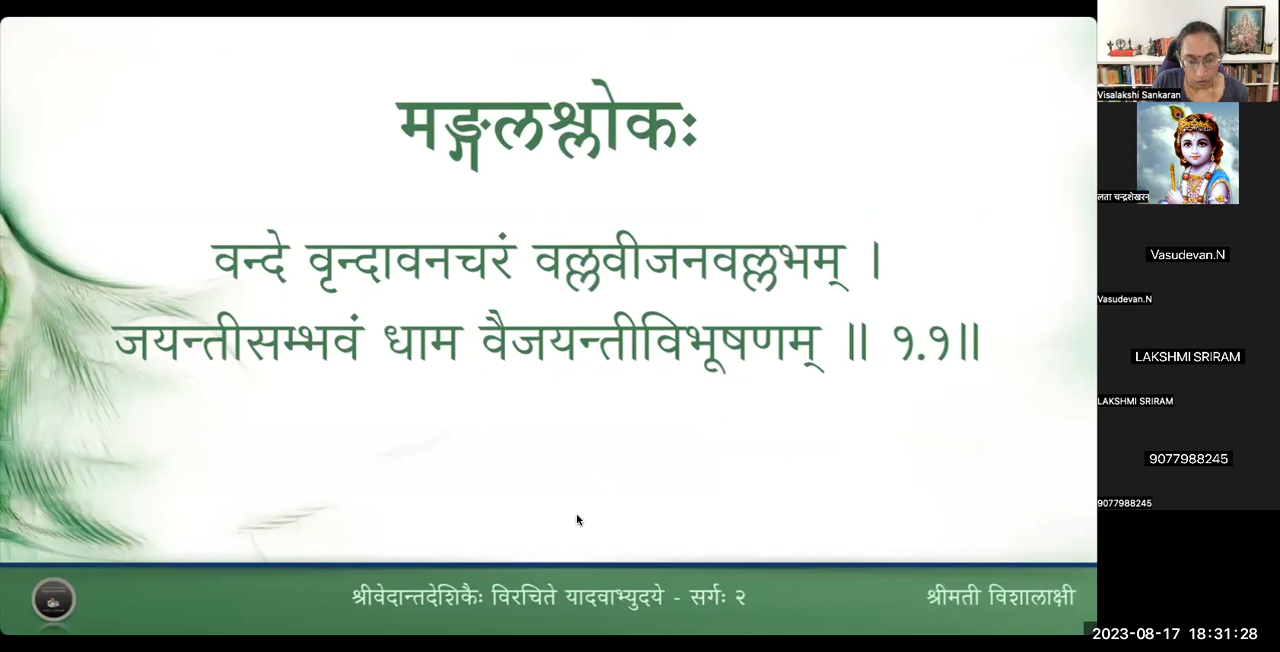 मङ्गलश्लोकः
वन्दे वृन्दावनचरं वल्लवीजनवल्लभम् ।
जयन्तीसम्भवं धाम वैजयन्तीविभूषणम् ॥ १.१॥
श्रीवेदान्तदेशिकैः विरचिते यादवाभ्युदये - सर्गः २
श्रीमती विशालाक्षी
Visalakshi Sankaran
लता चन्द्रशेखरन
Vasudevan.N
Vasudevan.N
LAKSHMI SRIRAM
LAKSHMI SRIRAM
9077988245
9077988245
2023-08-17 18:31:28